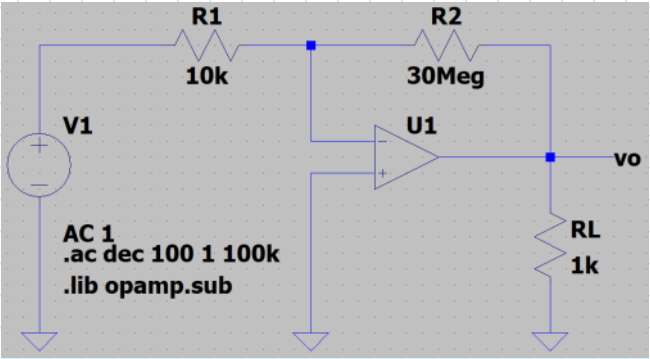 R1
R2
10k
30Meg
V1
U1
vo
AC 1
.ac dec 100 1 100k
.lib opamp.sub
RL
1k